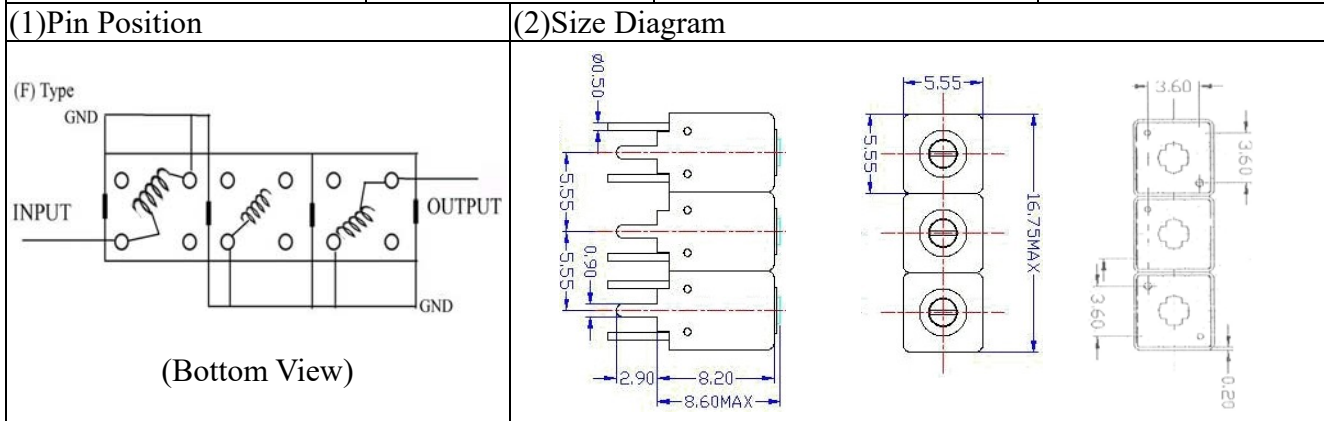 (1)Pin Position
(2)Size Diagram
(F) Type
GND
INPUT
OUTPUT
GND
(Bottom View)
ø0.50
5.55
5.55
0.90
2.90
8.20
8.60MAX
5.55
5.55
16.75MAX
3.60
3.60
3.60
0.20